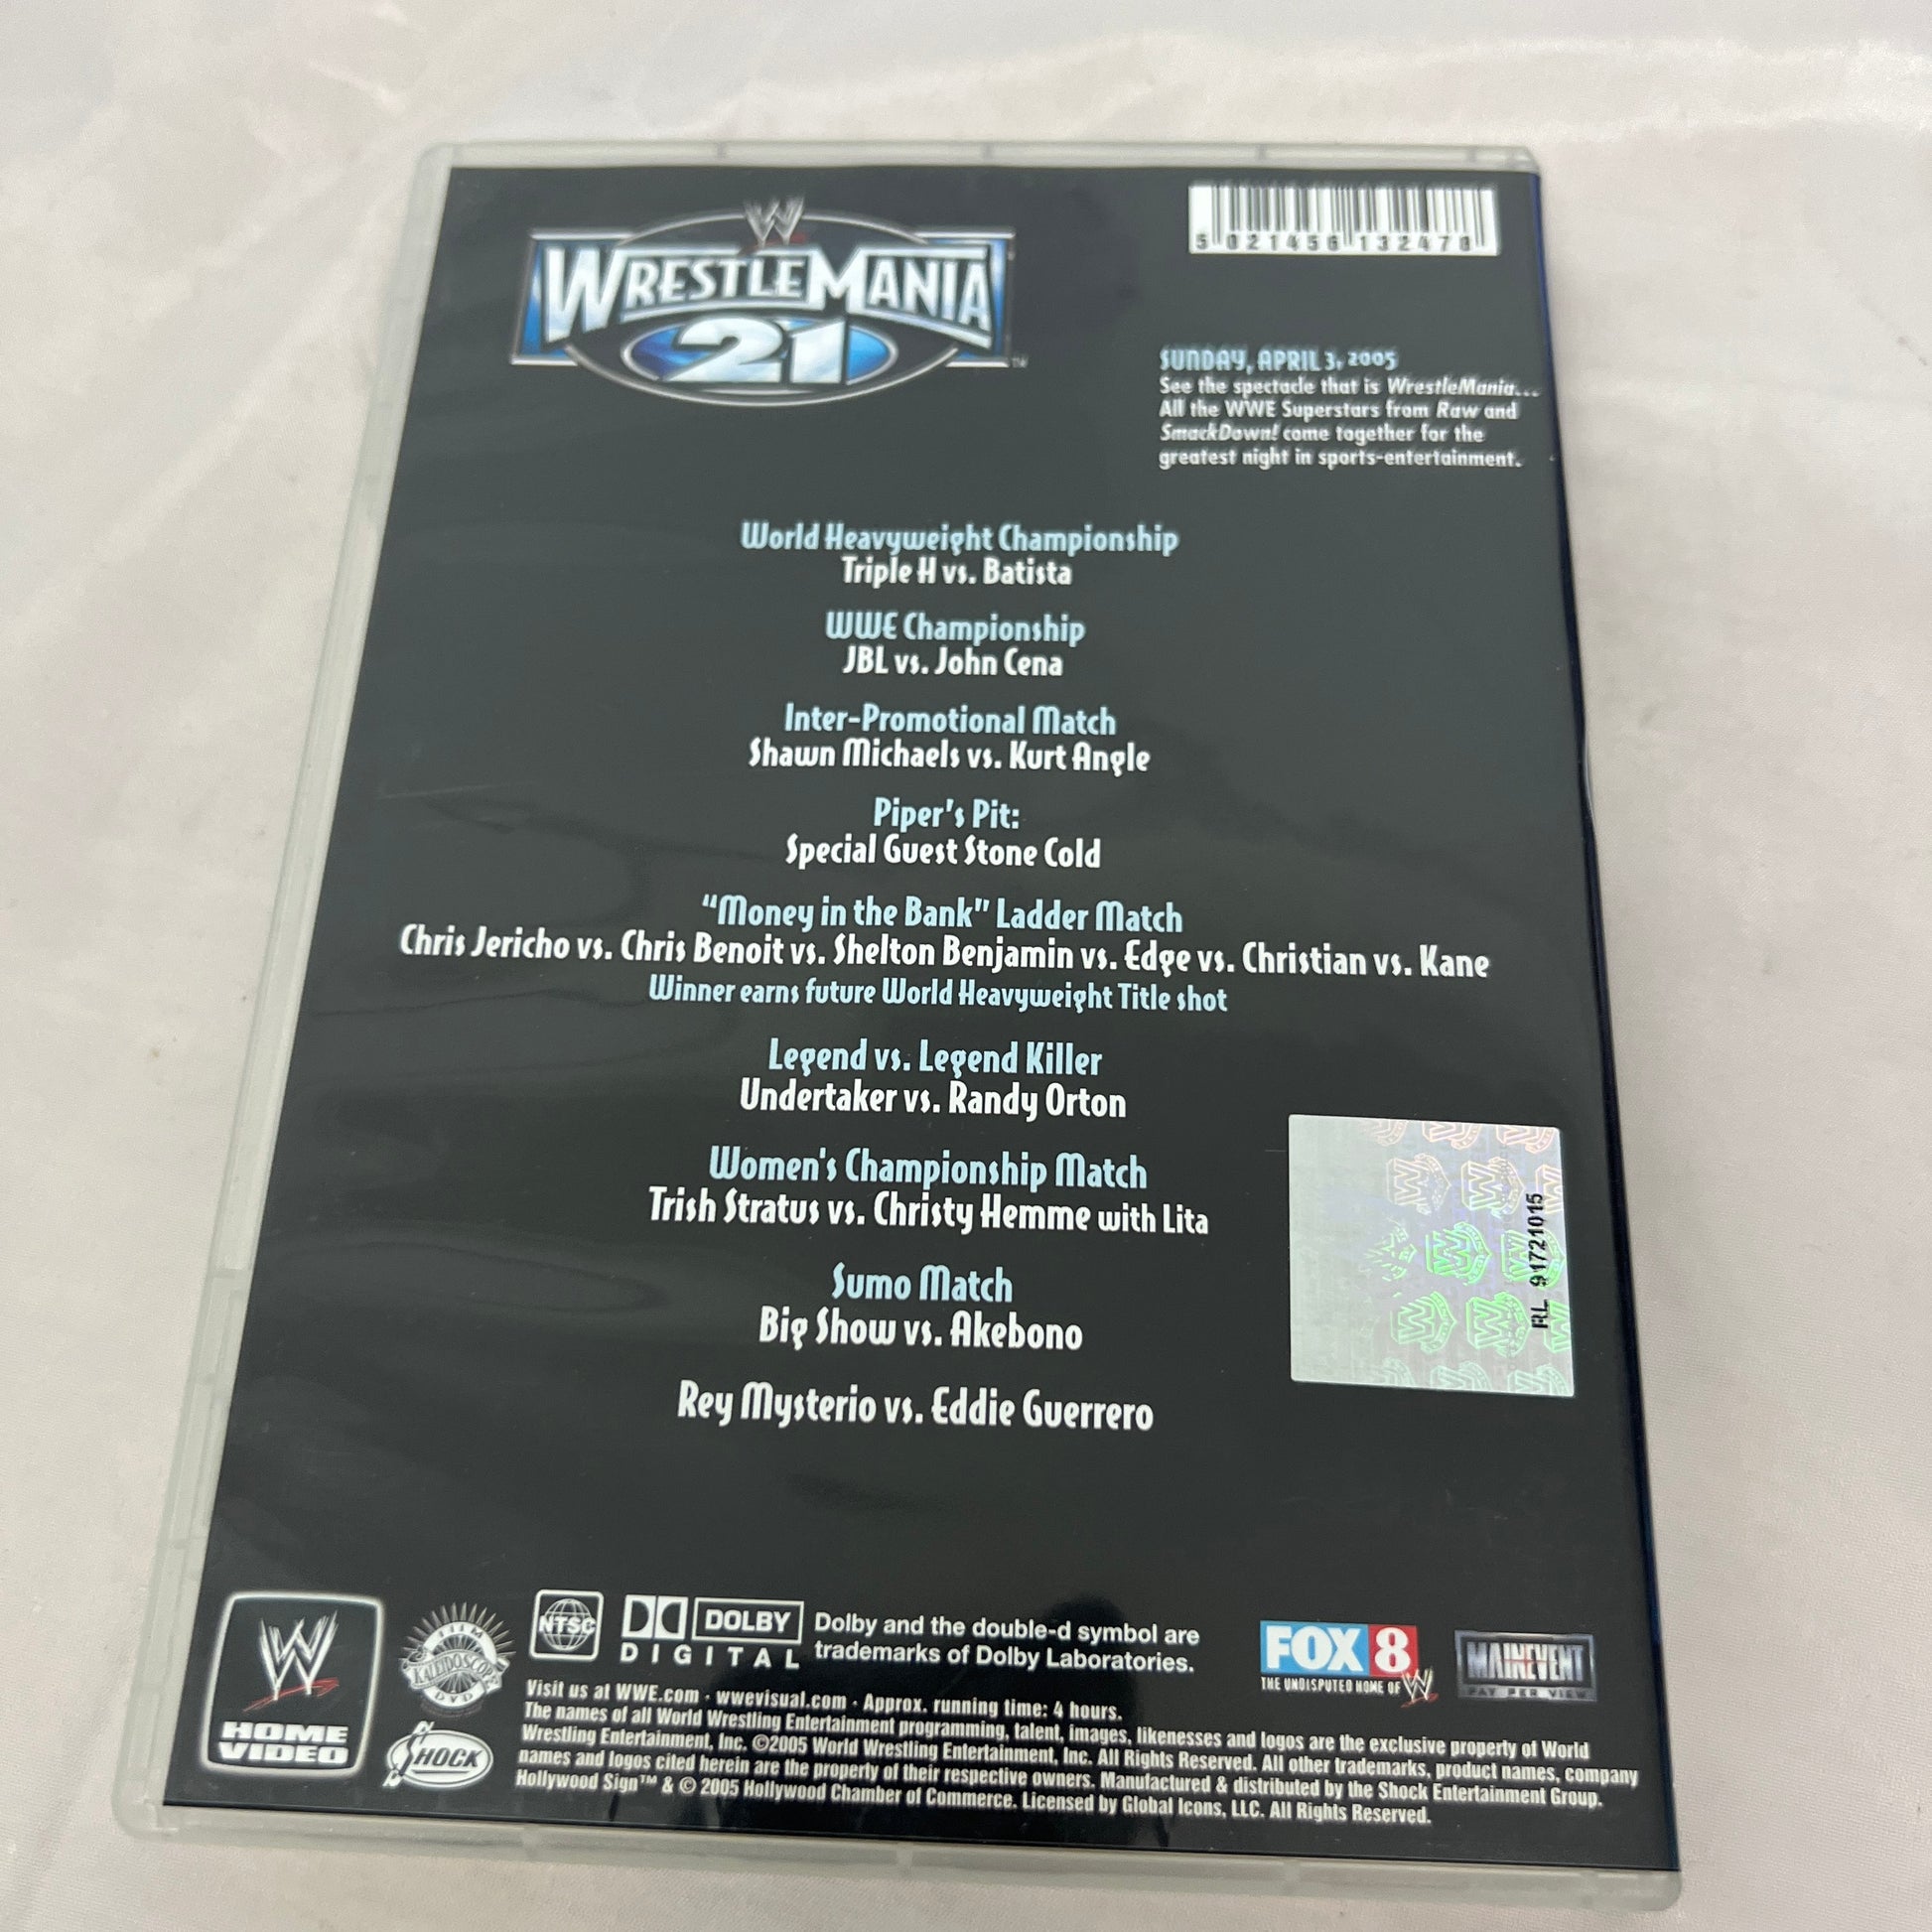 W
WRESTLEMANIA
21
™
5 021456 132478
SUNDAY, APRIL 3, 2005
See the spectacle that is WrestleMania...
All the WWE Superstars from Raw and
SmackDown! come together for the
greatest night in sports-entertainment.
World Heavyweight Championship
Triple H vs. Batista
WWE Championship
JBL vs. John Cena
Inter-Promotional Match
Shawn Michaels vs. Kurt Angle
Piper's Pit:
Special Guest Stone Cold
“Money in the Bank” Ladder Match
Chris Jericho vs. Chris Benoit vs. Shelton Benjamin vs. Edge vs. Christian vs. Kane
Winner earns future World Heavyweight Title shot
Legend vs. Legend Killer
Undertaker vs. Randy Orton
Women's Championship Match
Trish Stratus vs. Christy Hemme with Lita
Sumo Match
Big Show vs. Akebono
Rey Mysterio vs. Eddie Guerrero
RL 91721015
W
HOME
VIDEO
FILM
KALEIDOSCOPE
DVD
SHOCK
NTSC
DOLBY
DIGITAL
Dolby and the double-d symbol are
trademarks of Dolby Laboratories.
FOX 8
THE UNDISPUTED HOME OF W
MAINEVENT
PAY PER VIEW
Visit us at WWE.com · wwevisual.com · Approx. running time: 4 hours.
The names of all World Wrestling Entertainment programming, talent, images, likenesses and logos are the exclusive property of World
Wrestling Entertainment, Inc. ©2005 World Wrestling Entertainment, Inc. All Rights Reserved. All other trademarks, product names, company
names and logos cited herein are the property of their respective owners. Manufactured & distributed by the Shock Entertainment Group.
Hollywood Sign™ & © 2005 Hollywood Chamber of Commerce. Licensed by Global Icons, LLC. All Rights Reserved.